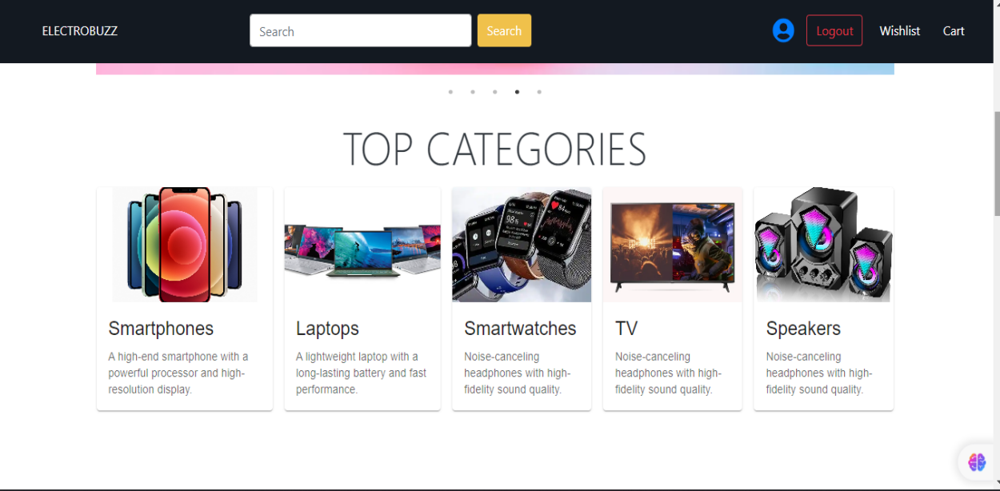 ELECTROBUZZ
Search
Search
Logout
Wishlist
Cart
TOP CATEGORIES
Smartphones
A high-end smartphone with a
powerful processor and high-
resolution display.
Laptops
A lightweight laptop with a
long-lasting battery and fast
performance.
Smartwatches
Noise-canceling
headphones with high-
fidelity sound quality.
TV
Noise-canceling
headphones with high-
fidelity sound quality.
Speakers
Noise-canceling
headphones with high-
fidelity sound quality.